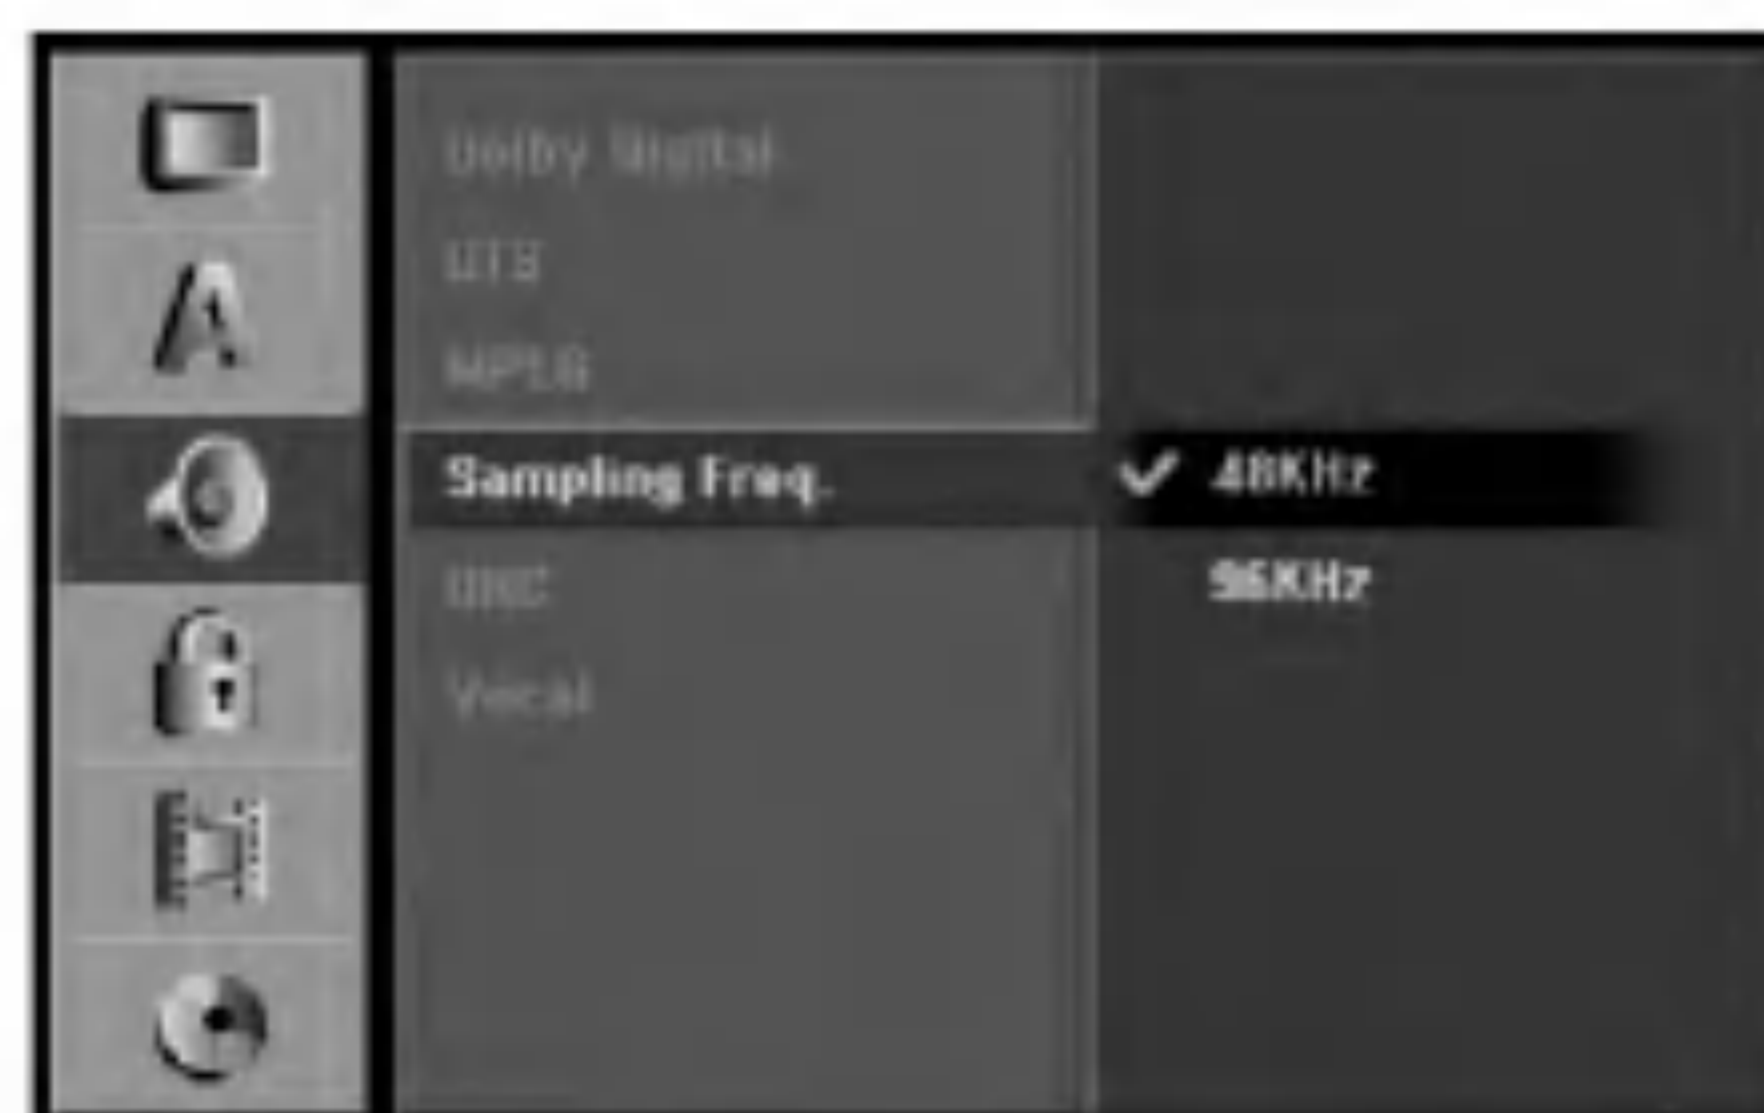 Dolby Digital
DTS
MPEG
Sampling Freq.
48KHz
96KHz
DRC
Vocal